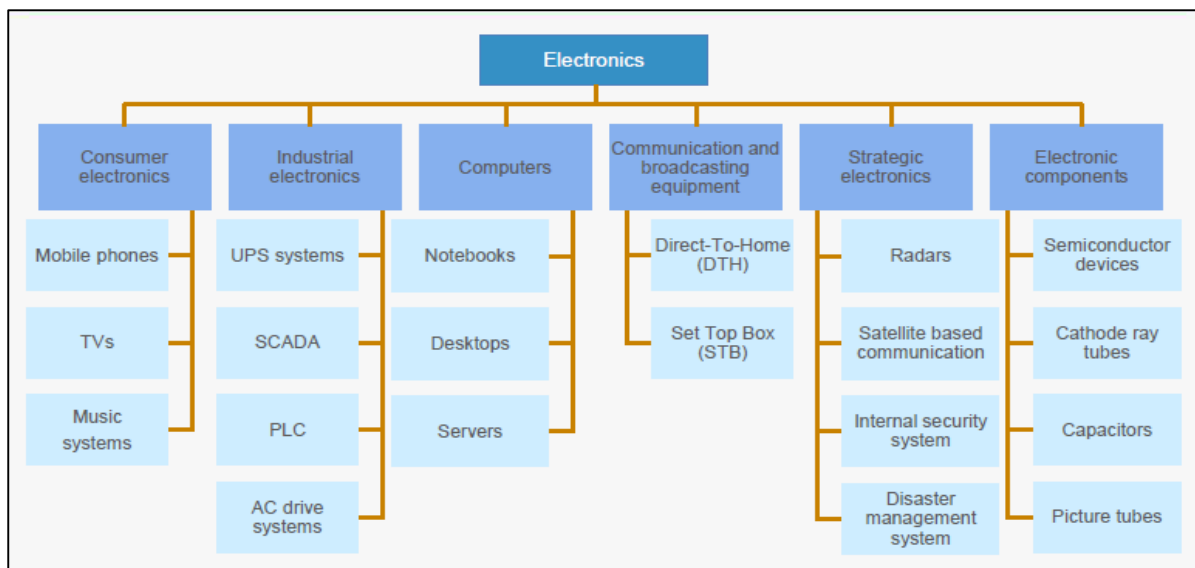 Electronics
Consumer
electronics
Industrial
electronics
Computers
Communication and
broadcasting
equipment
Strategic
electronics
Electronic
components
Mobile phones
TVs
Music
systems
UPS systems
SCADA
PLC
AC drive
systems
Notebooks
Desktops
Servers
Direct-To-Home
(DTH)
Set Top Box
(STB)
Radars
Satellite based
communication
Internal security
system
Disaster
management
system
Semiconductor
devices
Cathode ray
tubes
Capacitors
Picture tubes